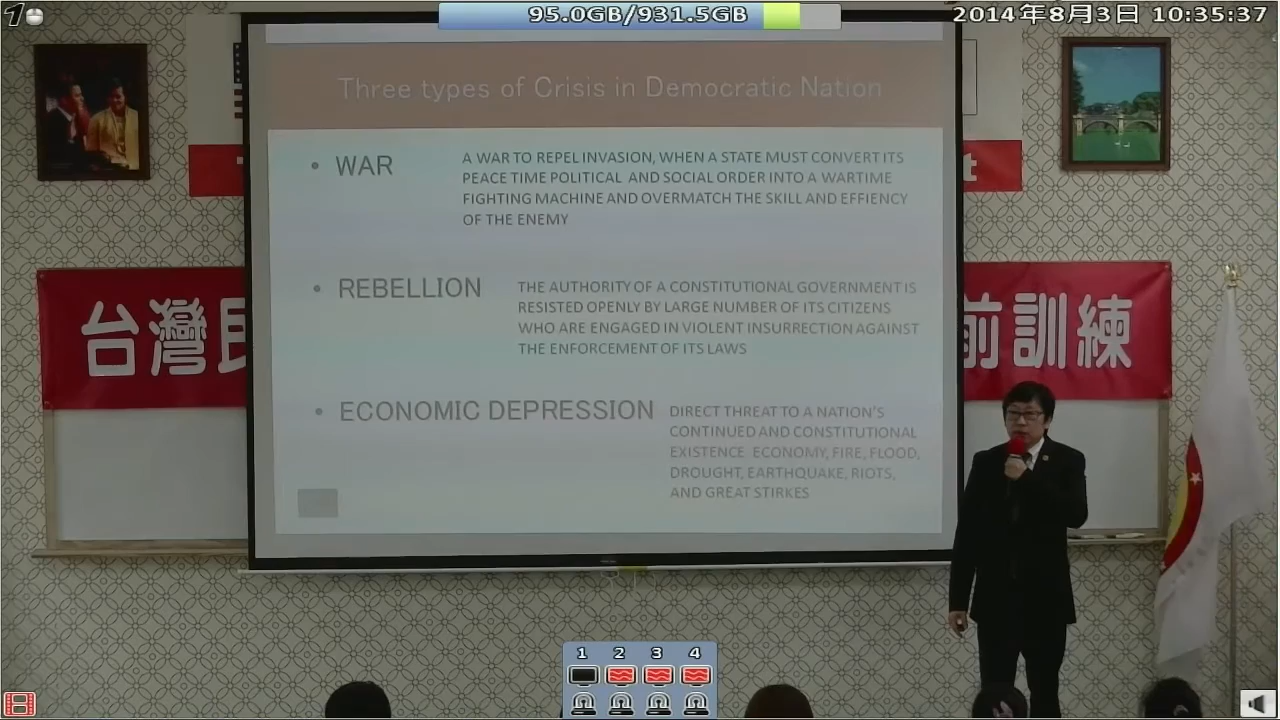 1
95.0GB/931.5GB
2014年8月3日 10:35:37
Three types of Crisis in Democratic Nation
• WAR
A WAR TO REPEL INVASION, WHEN A STATE MUST CONVERT ITS
PEACE TIME POLITICAL AND SOCIAL ORDER INTO A WARTIME
FIGHTING MACHINE AND OVERMATCH THE SKILL AND EFFIENCY
OF THE ENEMY
• REBELLION
THE AUTHORITY OF A CONSTITUTIONAL GOVERNMENT IS
RESISTED OPENLY BY LARGE NUMBER OF ITS CITIZENS
WHO ARE ENGAGED IN VIOLENT INSURRECTION AGAINST
THE ENFORCEMENT OF ITS LAWS
• ECONOMIC DEPRESSION
DIRECT THREAT TO A NATION'S
CONTINUED AND CONSTITUTIONAL
EXISTENCE ECONOMY, FIRE, FLOOD,
DROUGHT, EARTHQUAKE, RIOTS,
AND GREAT STIRKES
t
台灣民
前訓練
1 2 3 4